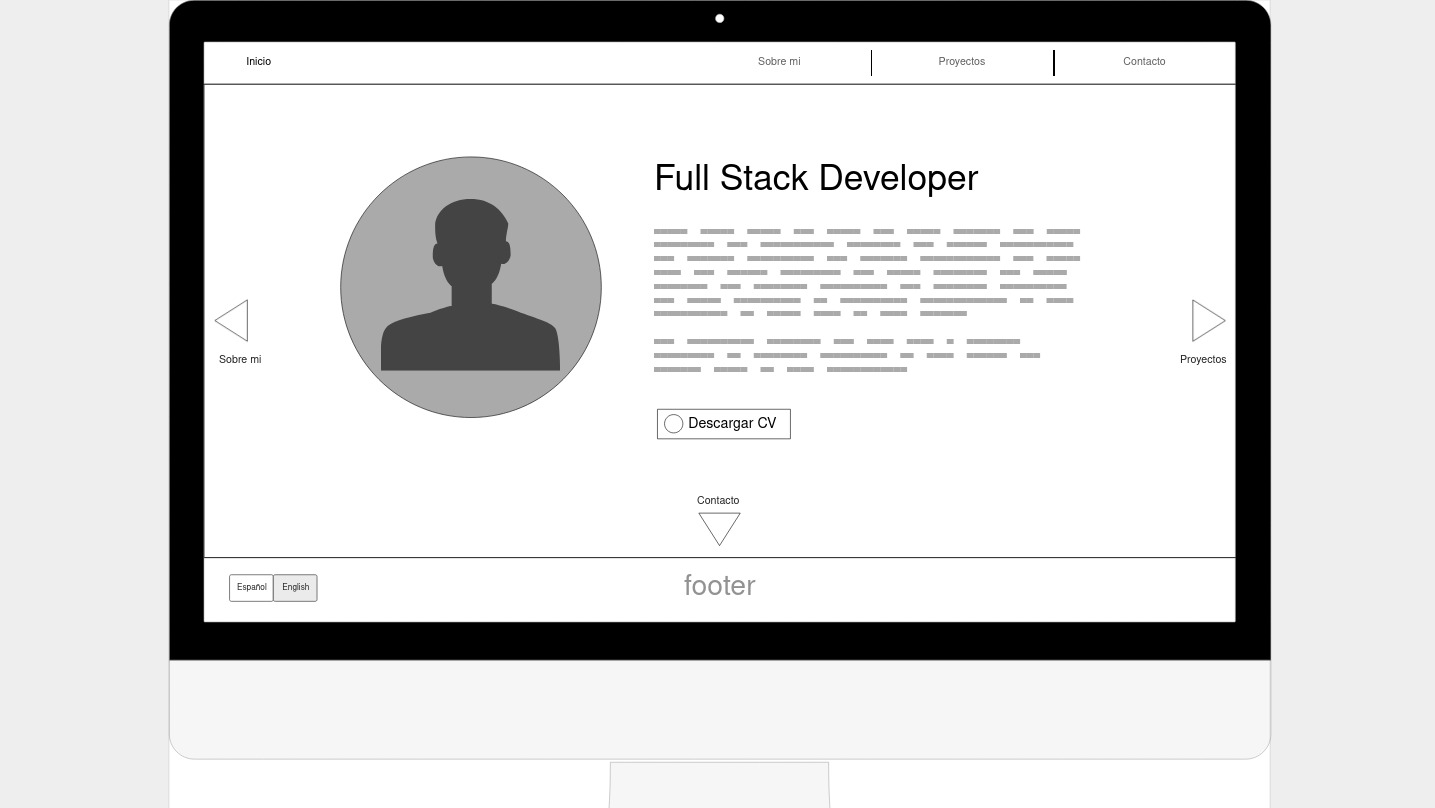 Inicio
Sobre mi
Proyectos
Contacto
Full Stack Developer
Sobre mi
Proyectos
Descargar CV
Contacto
Español
English
footer